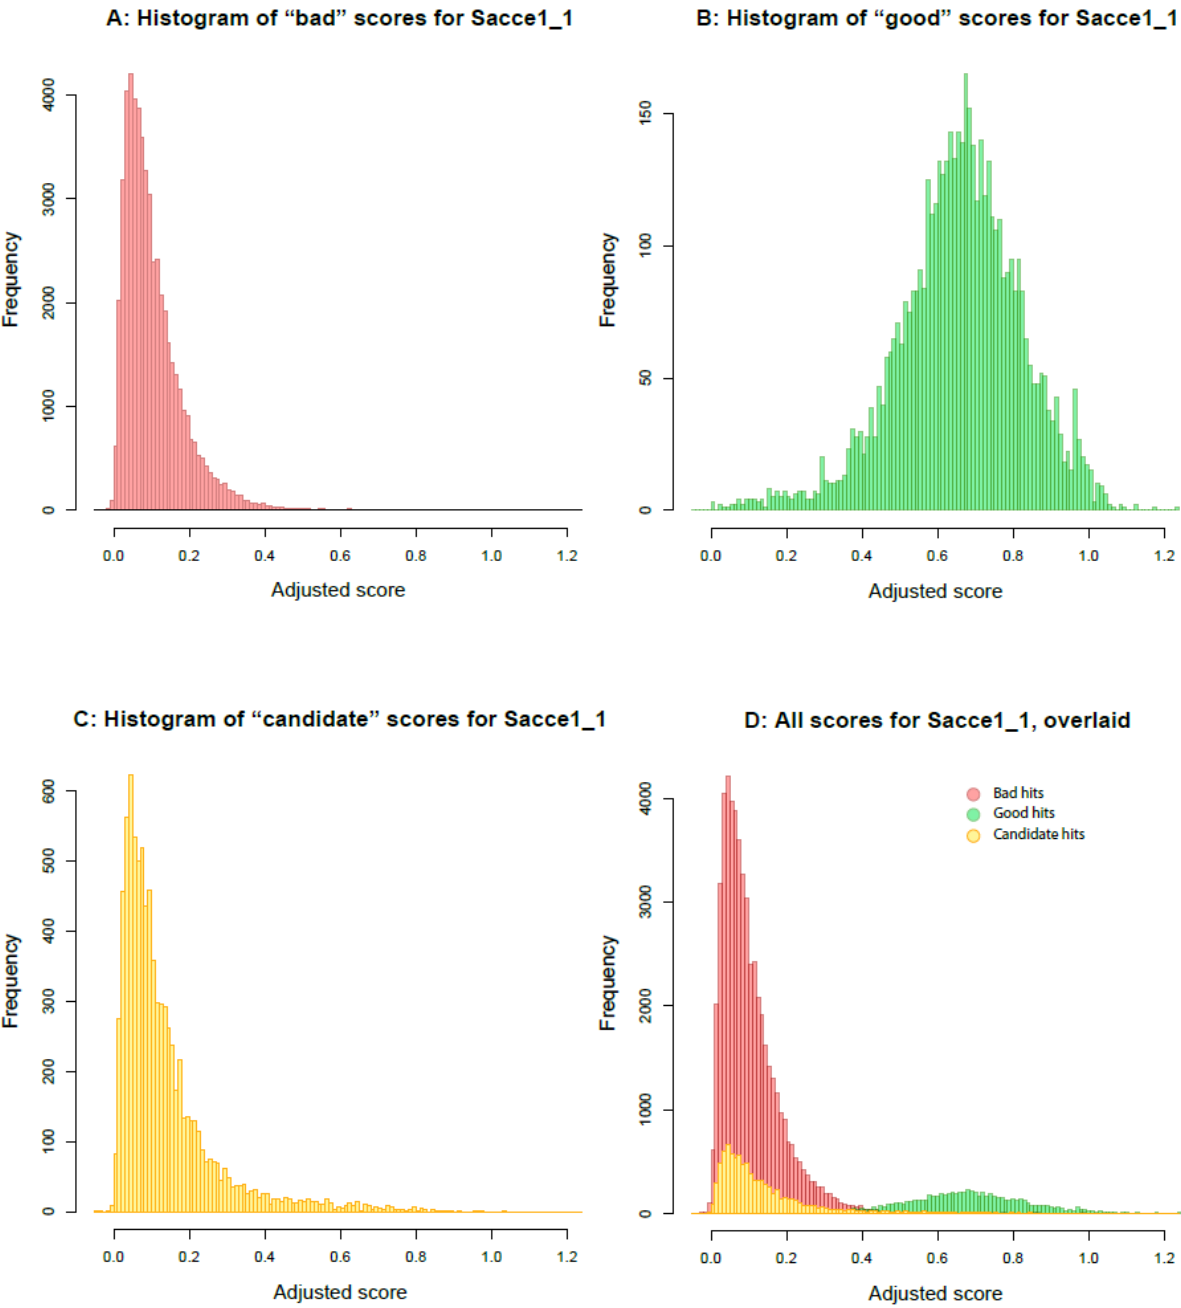 A: Histogram of “bad” scores for Sacce1_1
Frequency
4000
3000
2000
1000
0
0.0 0.2 0.4 0.6 0.8 1.0 1.2
Adjusted score
B: Histogram of “good” scores for Sacce1_1
Frequency
150
100
50
0
0.0 0.2 0.4 0.6 0.8 1.0 1.2
Adjusted score
C: Histogram of “candidate” scores for Sacce1_1
Frequency
600
500
400
300
200
100
0
0.0 0.2 0.4 0.6 0.8 1.0 1.2
Adjusted score
D: All scores for Sacce1_1, overlaid
Bad hits
Good hits
Candidate hits
Frequency
4000
3000
2000
1000
0
0.0 0.2 0.4 0.6 0.8 1.0 1.2
Adjusted score